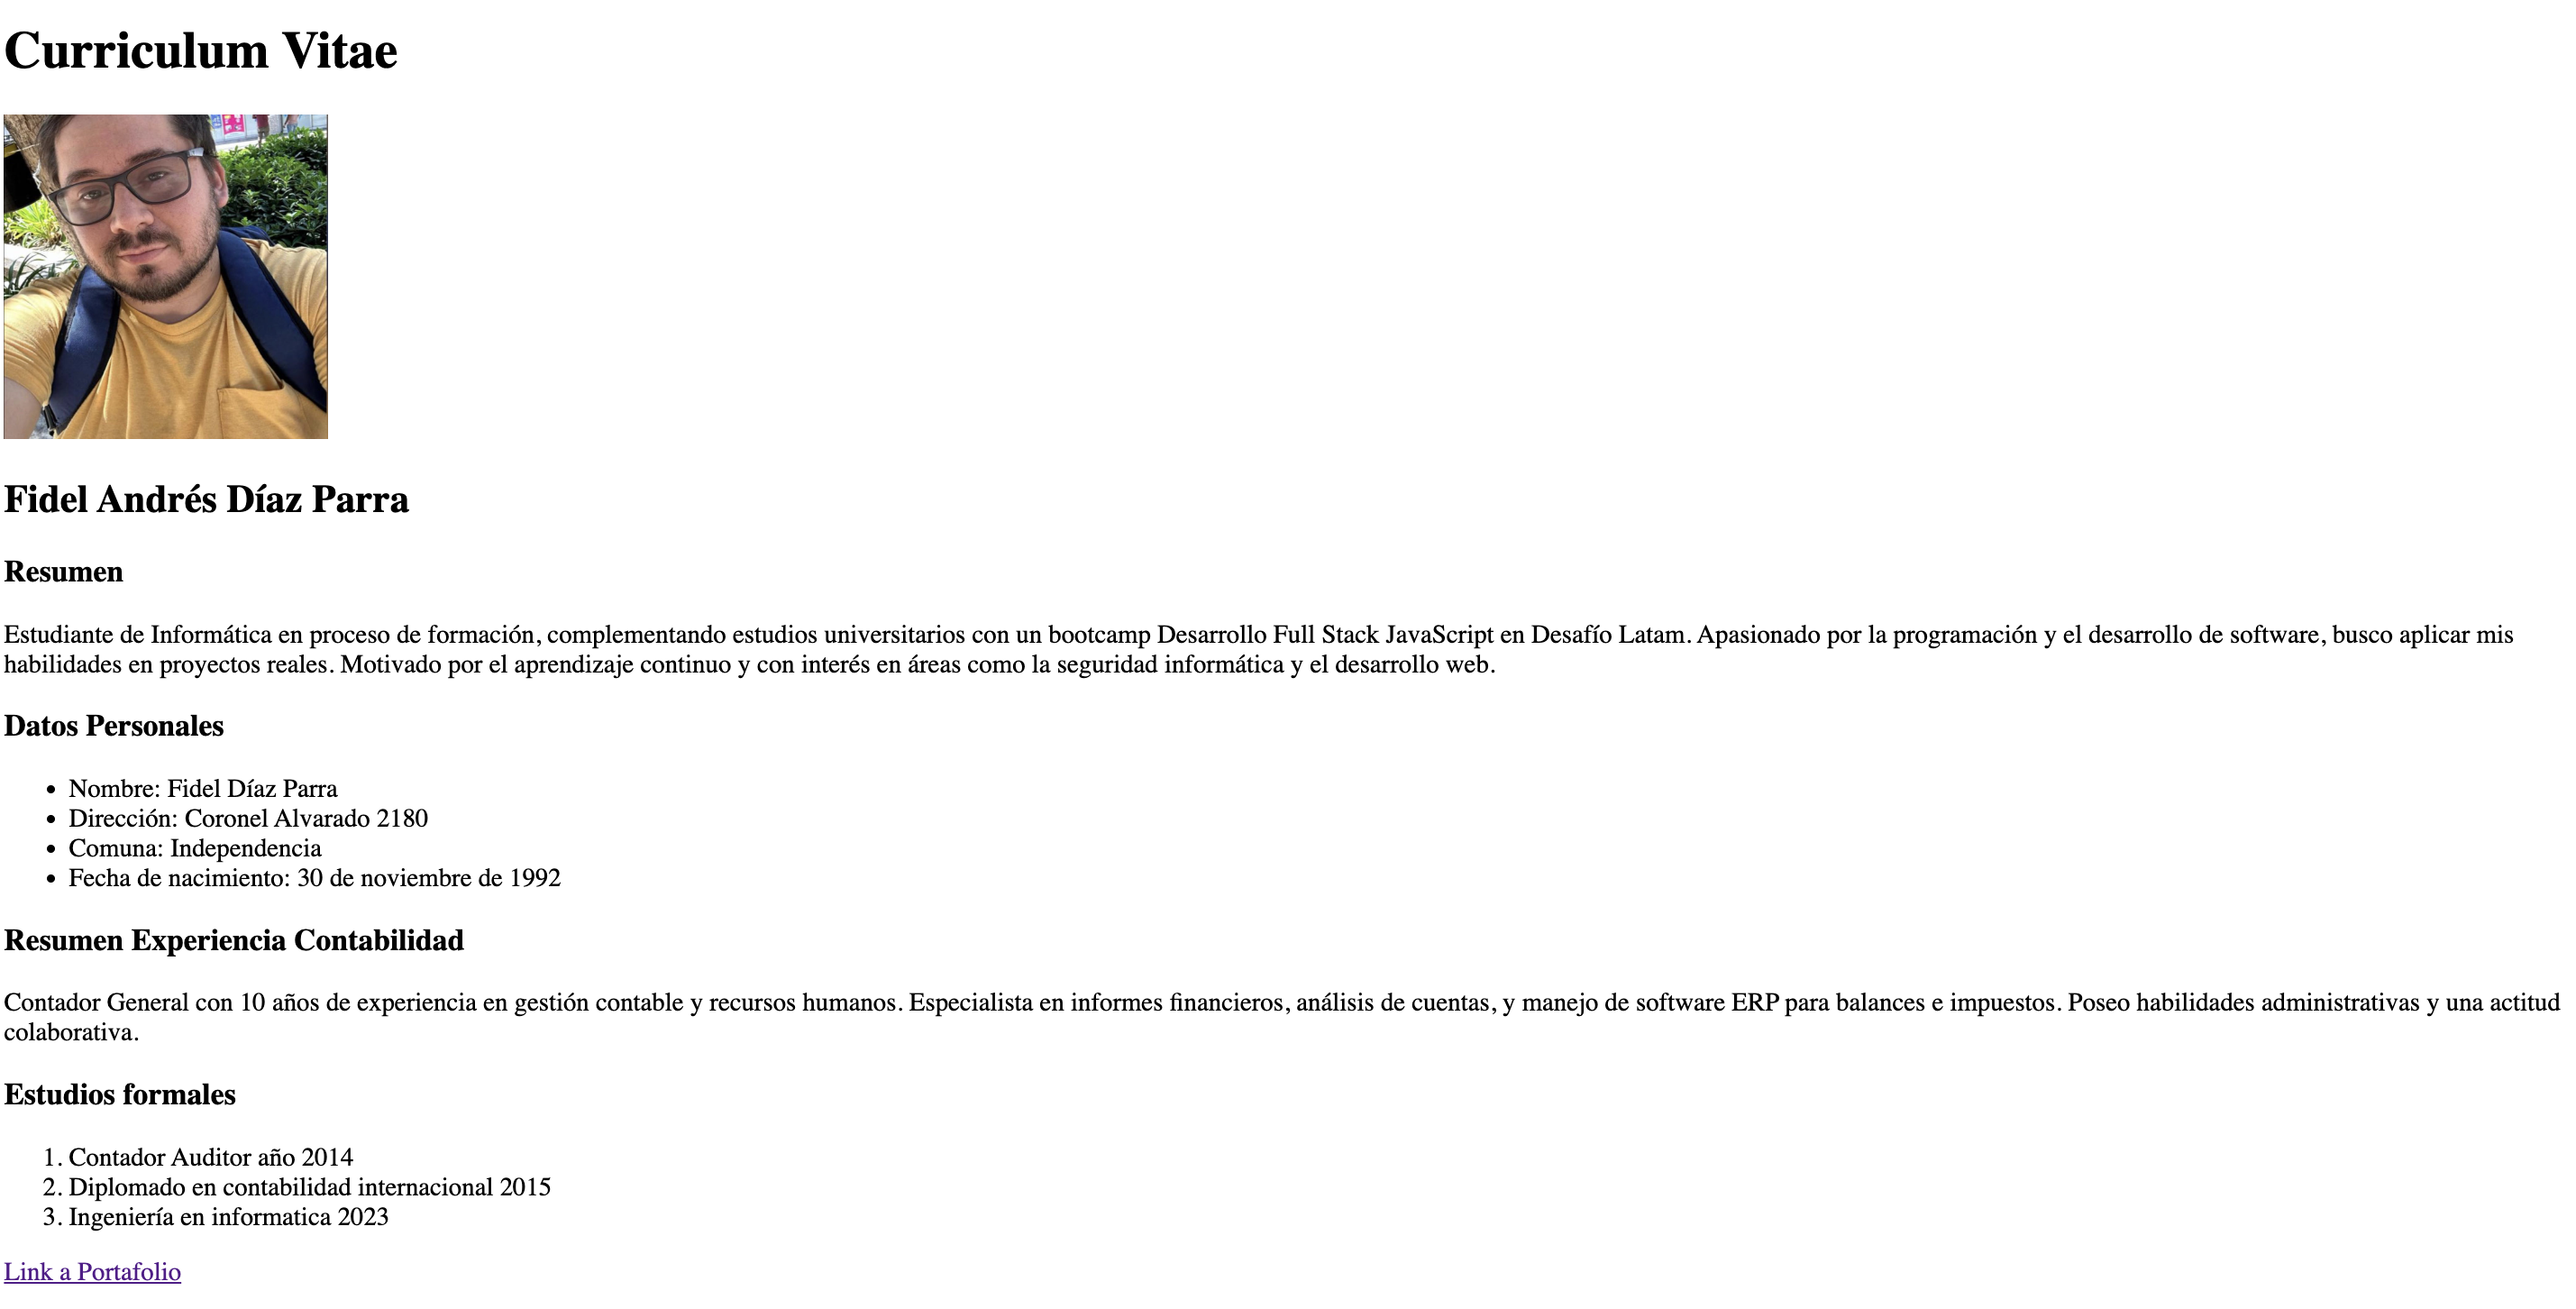 Curriculum Vitae
Fidel Andrés Díaz Parra
Resumen
Estudiante de Informática en proceso de formación, complementando estudios universitarios con un bootcamp Desarrollo Full Stack JavaScript en Desafío Latam. Apasionado por la programación y el desarrollo de software, busco aplicar mis
habilidades en proyectos reales. Motivado por el aprendizaje continuo y con interés en áreas como la seguridad informática y el desarrollo web.
Datos Personales
• Nombre: Fidel Díaz Parra
• Dirección: Coronel Alvarado 2180
• Comuna: Independencia
• Fecha de nacimiento: 30 de noviembre de 1992
Resumen Experiencia Contabilidad
Contador General con 10 años de experiencia en gestión contable y recursos humanos. Especialista en informes financieros, análisis de cuentas, y manejo de software ERP para balances e impuestos. Poseo habilidades administrativas y una actitud
colaborativa.
Estudios formales
1. Contador Auditor año 2014
2. Diplomado en contabilidad internacional 2015
3. Ingeniería en informatica 2023
Link a Portafolio